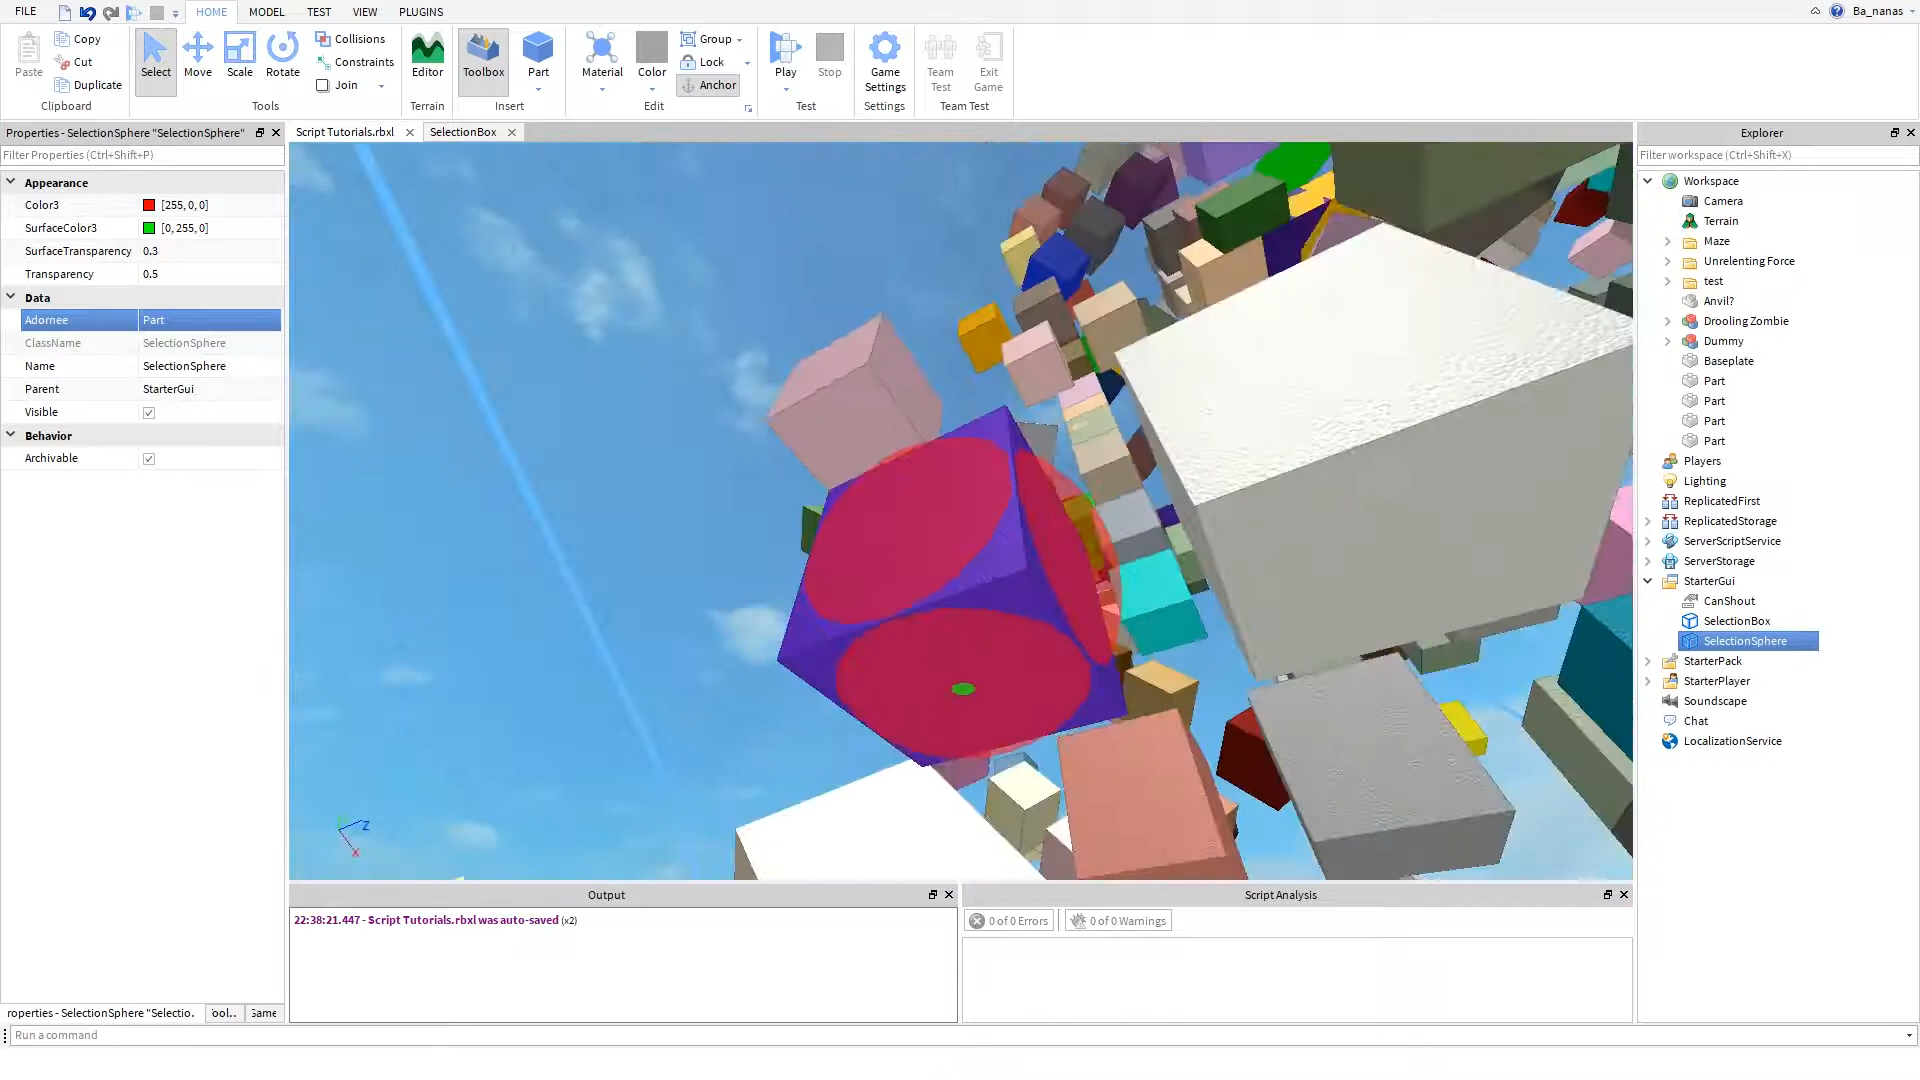 FILE
HOME
MODEL
TEST
VIEW
PLUGINS
Ba_nanas
Paste
Copy
Cut
Duplicate
Clipboard
Select
Move
Scale
Rotate
Collisions
Constraints
Join
Tools
Editor
Terrain
Toolbox
Part
Insert
Material
Color
Group
Lock
Anchor
Edit
Play
Stop
Test
Game
Settings
Settings
Team
Test
Exit
Game
Team Test
Properties - SelectionSphere "SelectionSphere"
Filter Properties (Ctrl+Shift+P)
Appearance
Color3 [255, 0, 0]
SurfaceColor3 [0, 255, 0]
SurfaceTransparency 0.3
Transparency 0.5
Data
Adornee Part
ClassName SelectionSphere
Name SelectionSphere
Parent StarterGui
Visible
Behavior
Archivable
roperties - SelectionSphere "Selectio.
ool..
Game
Script Tutorials.rbxl
SelectionBox
Z
X
Output
22:38:21.447 - Script Tutorials.rbxl was auto-saved (x2)
Script Analysis
0 of 0 Errors
0 of 0 Warnings
Explorer
Filter workspace (Ctrl+Shift+X)
Workspace
Camera
Terrain
Maze
Unrelenting Force
test
Anvil?
Drooling Zombie
Dummy
Baseplate
Part
Part
Part
Part
Players
Lighting
ReplicatedFirst
ReplicatedStorage
ServerScriptService
ServerStorage
StarterGui
CanShout
SelectionBox
SelectionSphere
StarterPack
StarterPlayer
Soundscape
Chat
LocalizationService
Run a command